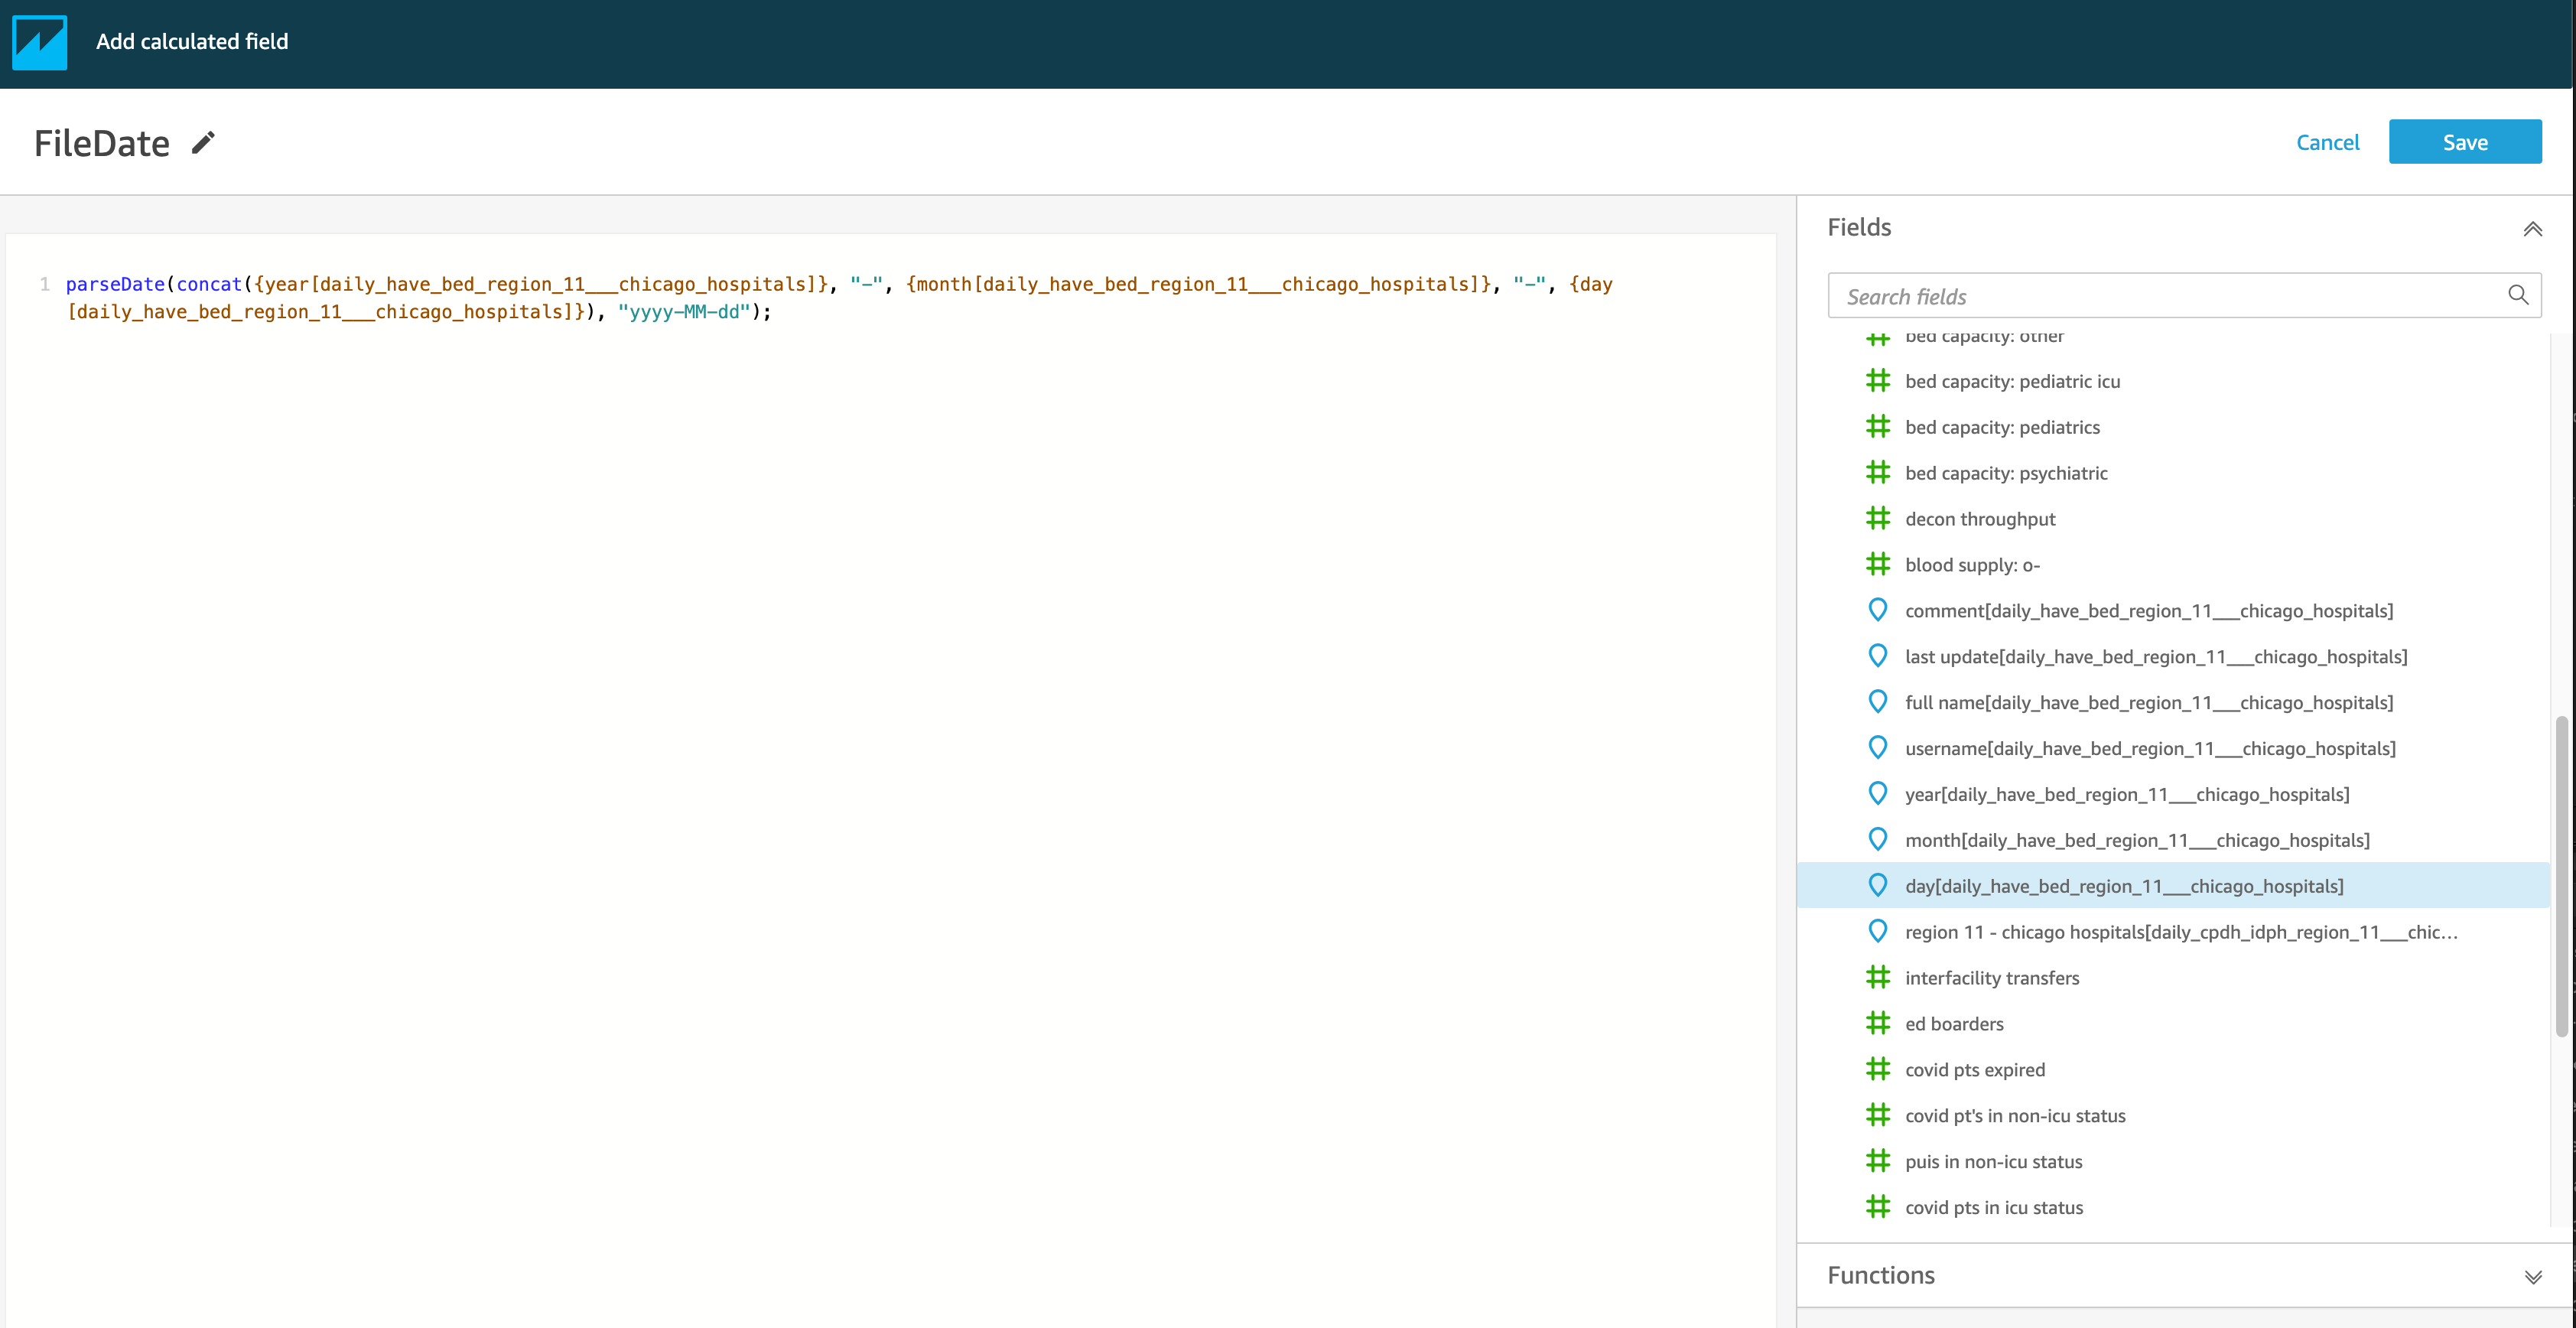 Add calculated field
FileDate
Cancel
Save
1 parseDate(concat({year[daily_have_bed_region_11___chicago_hospitals]}, "-", {month[daily_have_bed_region_11___chicago_hospitals]}, "-", {day
[daily_have_bed_region_11___chicago_hospitals]}), "yyyy-MM-dd");
Fields
Search fields
bed capacity: other
bed capacity: pediatric icu
bed capacity: pediatrics
bed capacity: psychiatric
decon throughput
blood supply: o-
comment[daily_have_bed_region_11___chicago_hospitals]
last update[daily_have_bed_region_11___chicago_hospitals]
full name[daily_have_bed_region_11___chicago_hospitals]
username[daily_have_bed_region_11___chicago_hospitals]
year[daily_have_bed_region_11___chicago_hospitals]
month[daily_have_bed_region_11___chicago_hospitals]
day[daily_have_bed_region_11___chicago_hospitals]
region 11 - chicago hospitals[daily_cpdh_idph_region_11___chic...
interfacility transfers
ed boarders
covid pts expired
covid pt's in non-icu status
puis in non-icu status
covid pts in icu status
Functions